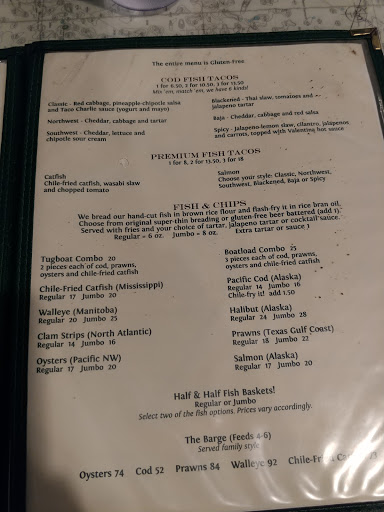 The entire menu is Gluten-Free
COD FISH TACOS
1 for 6.50, 2 for 10.50, 3 for 13.50
Mix 'em, match 'em, we have 6 kinds!
Classic - Red cabbage, pineapple-chipotle salsa
and Taco Charlie sauce (yogurt and mayo)
Northwest - Cheddar, cabbage and tartar
Southwest - Cheddar, lettuce and
chipotle sour cream
Blackened - Thai slaw, tomatoes and
jalapeno tartar
Baja - Cheddar, cabbage and red salsa
Spicy - Jalapeno-lemon slaw, cilantro, jalapenos
and carrots, topped with Valentina hot sauce
PREMIUM FISH TACOS
1 for 8, 2 for 13.50, 3 for 18
Catfish
Chile-fried catfish, wasabi slaw
and chopped tomato
Salmon
Choose your style: Classic, Northwest,
Southwest, Blackened, Baja or Spicy
FISH & CHIPS
We bread our hand-cut fish in brown rice flour and flash-fry it in rice bran oil.
Choose from original super-thin breading or gluten-free beer battered (add 1).
Served with fries and your choice of tartar, jalapeno tartar or cocktail sauce.
Regular = 6 oz. Jumbo = 8 oz. Extra tartar or sauce 1
Tugboat Combo 20
2 pieces each of cod, prawns,
oysters and chile-fried catfish
Chile-Fried Catfish (Mississippi)
Regular 17 Jumbo 20
Walleye (Manitoba)
Regular 20 Jumbo 25
Clam Strips (North Atlantic)
Regular 14 Jumbo 16
Oysters (Pacific NW)
Regular 17 Jumbo 20
Boatload Combo 25
3 pieces each of cod, prawns,
oysters and chile-fried catfish
Pacific Cod (Alaska)
Regular 14 Jumbo 16
Chile-fry it! add 1.50
Halibut (Alaska)
Regular 24 Jumbo 28
Prawns (Texas Gulf Coast)
Regular 18 Jumbo 22
Salmon (Alaska)
Regular 17 Jumbo 20
Half & Half Fish Baskets!
Regular or Jumbo
Select two of the fish options. Prices vary accordingly.
The Barge (Feeds 4-6)
Served family style
Oysters 74 Cod 52 Prawns 84 Walleye 92 Chile-Fried